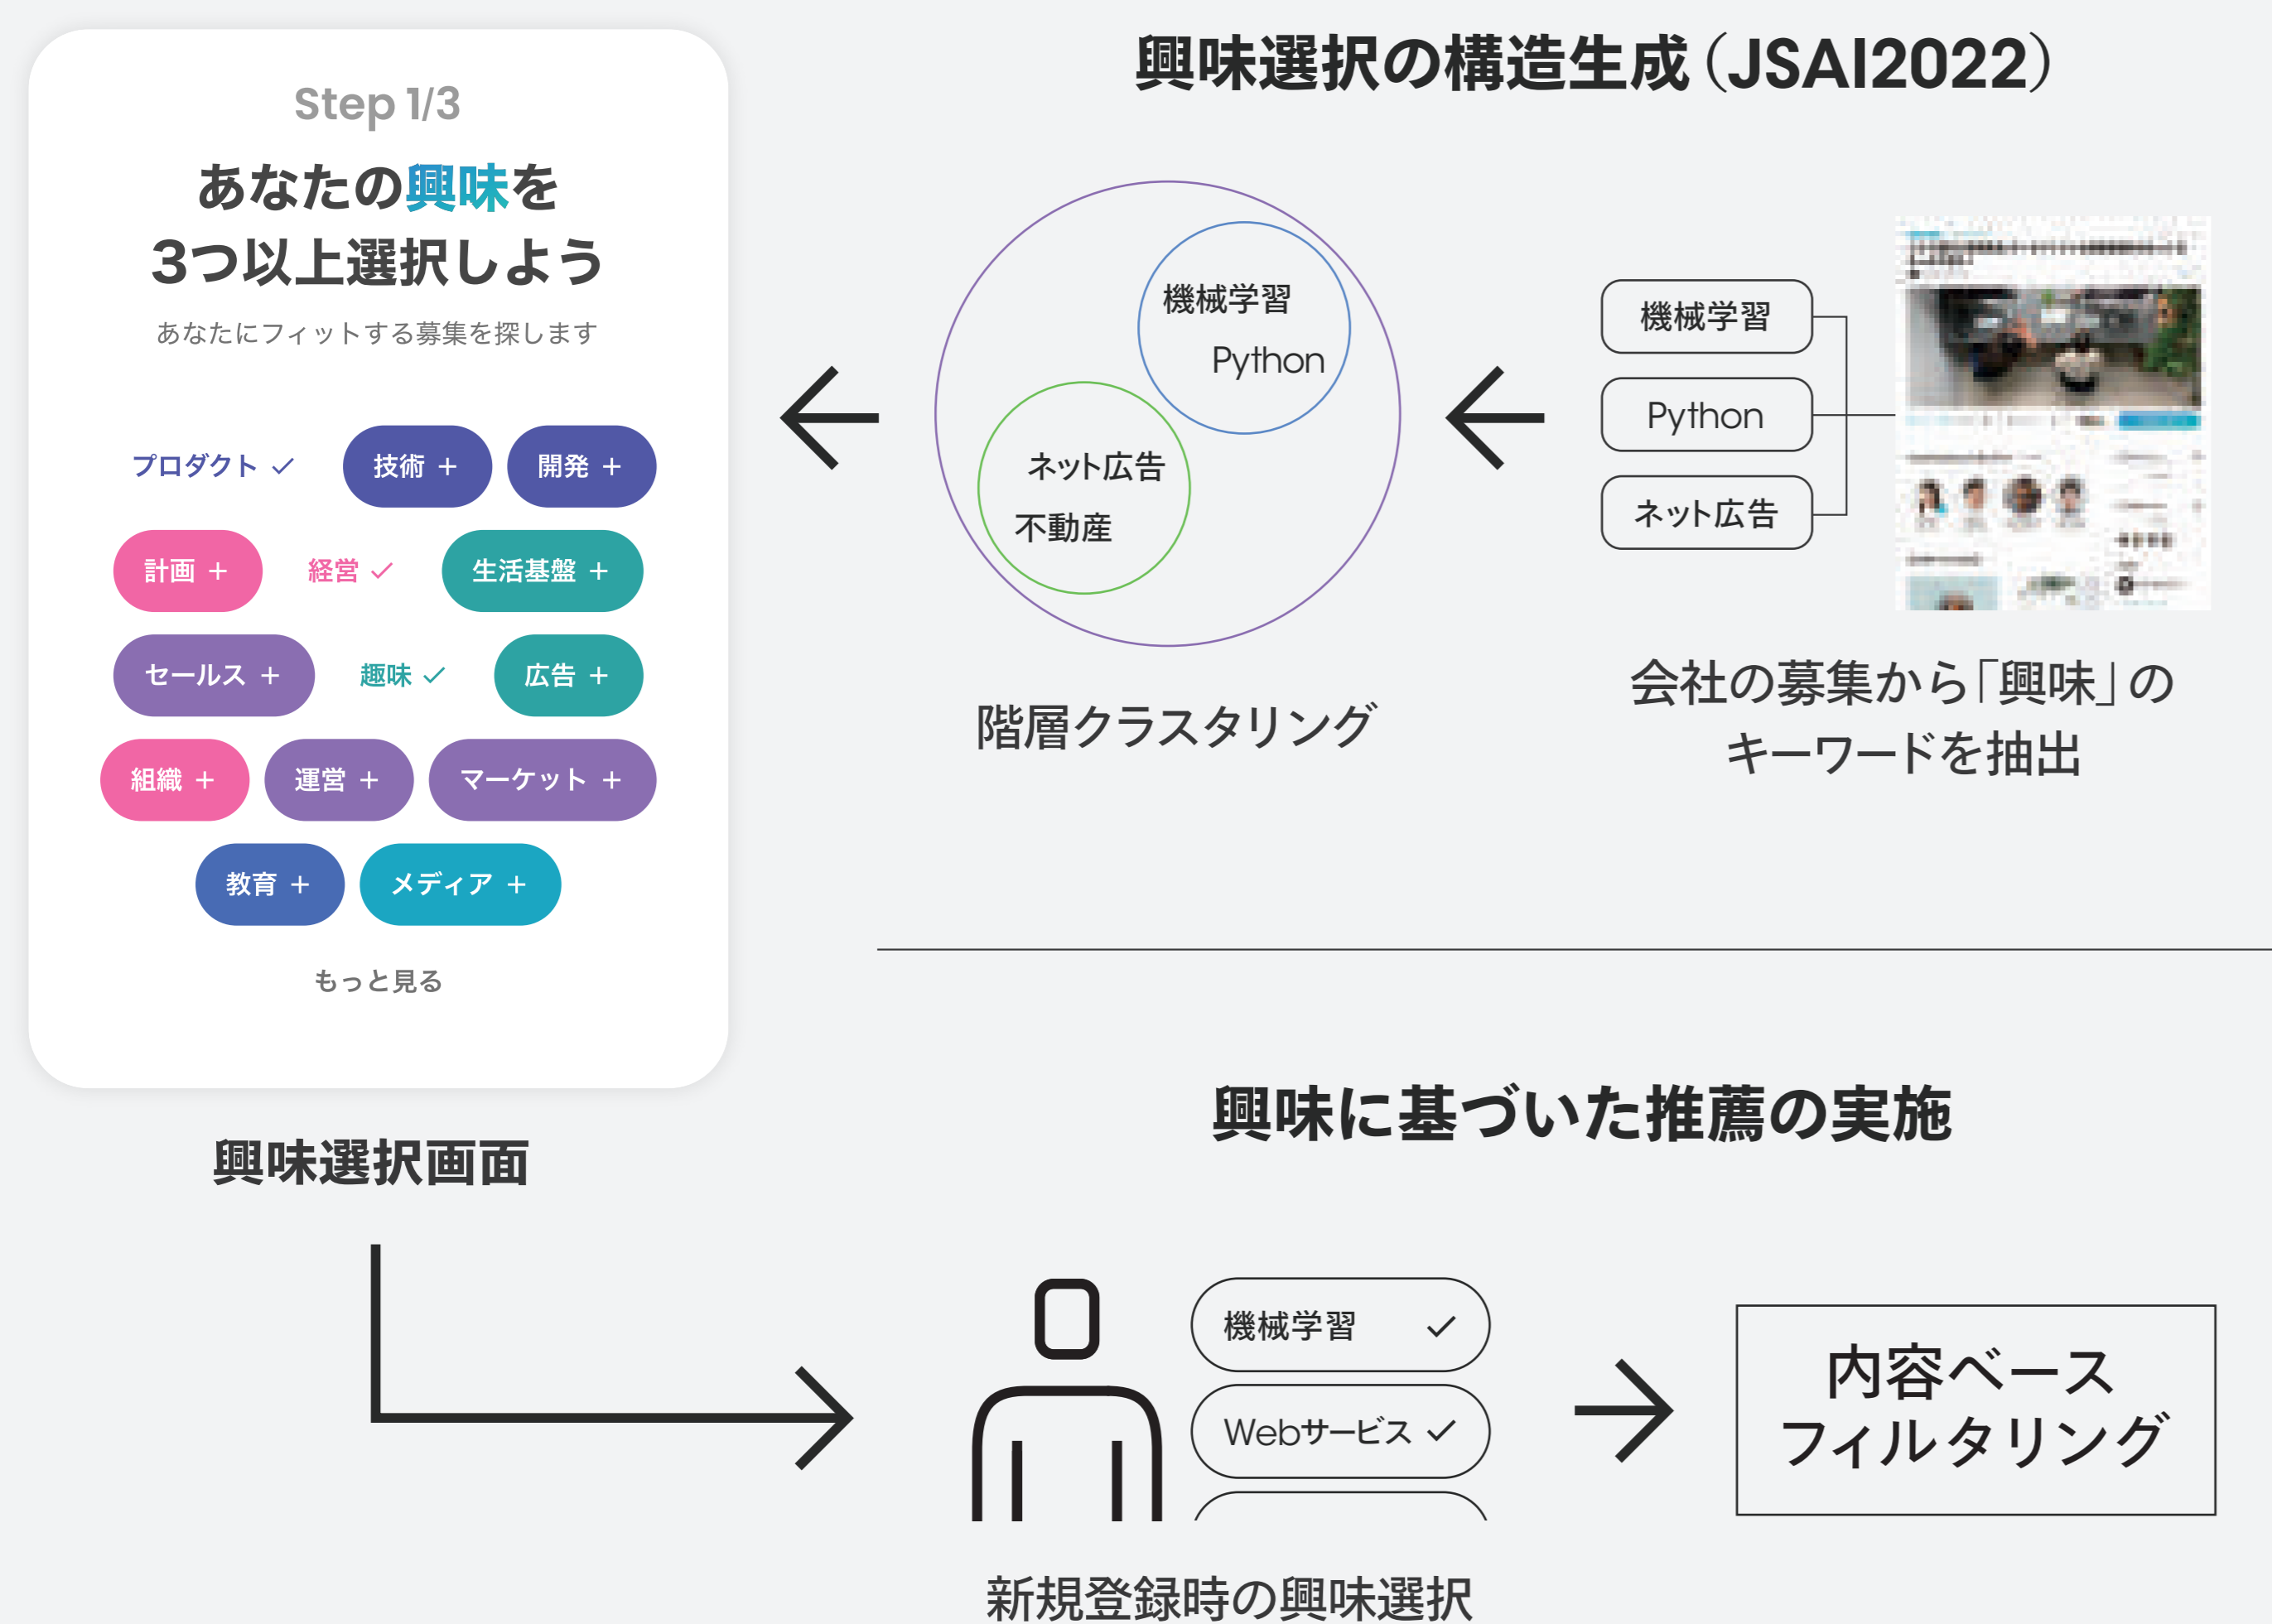 Step 1/3
あなたの興味を
3つ以上選択しよう
あなたにフィットする募集を探します
プロダクト
技術
開発
計画
経営
生活基盤
セールス
趣味
広告
組織
運営
マーケット
教育
メディア
もっと見る
興味選択画面
興味選択の構造生成（JSAI2022）
機械学習
Python
ネット広告
不動産
階層クラスタリング
機械学習
Python
ネット広告
会社の募集から「興味」の
キーワードを抽出
興味に基づいた推薦の実施
機械学習
Webサービス
新規登録時の興味選択
内容ベース
フィルタリング